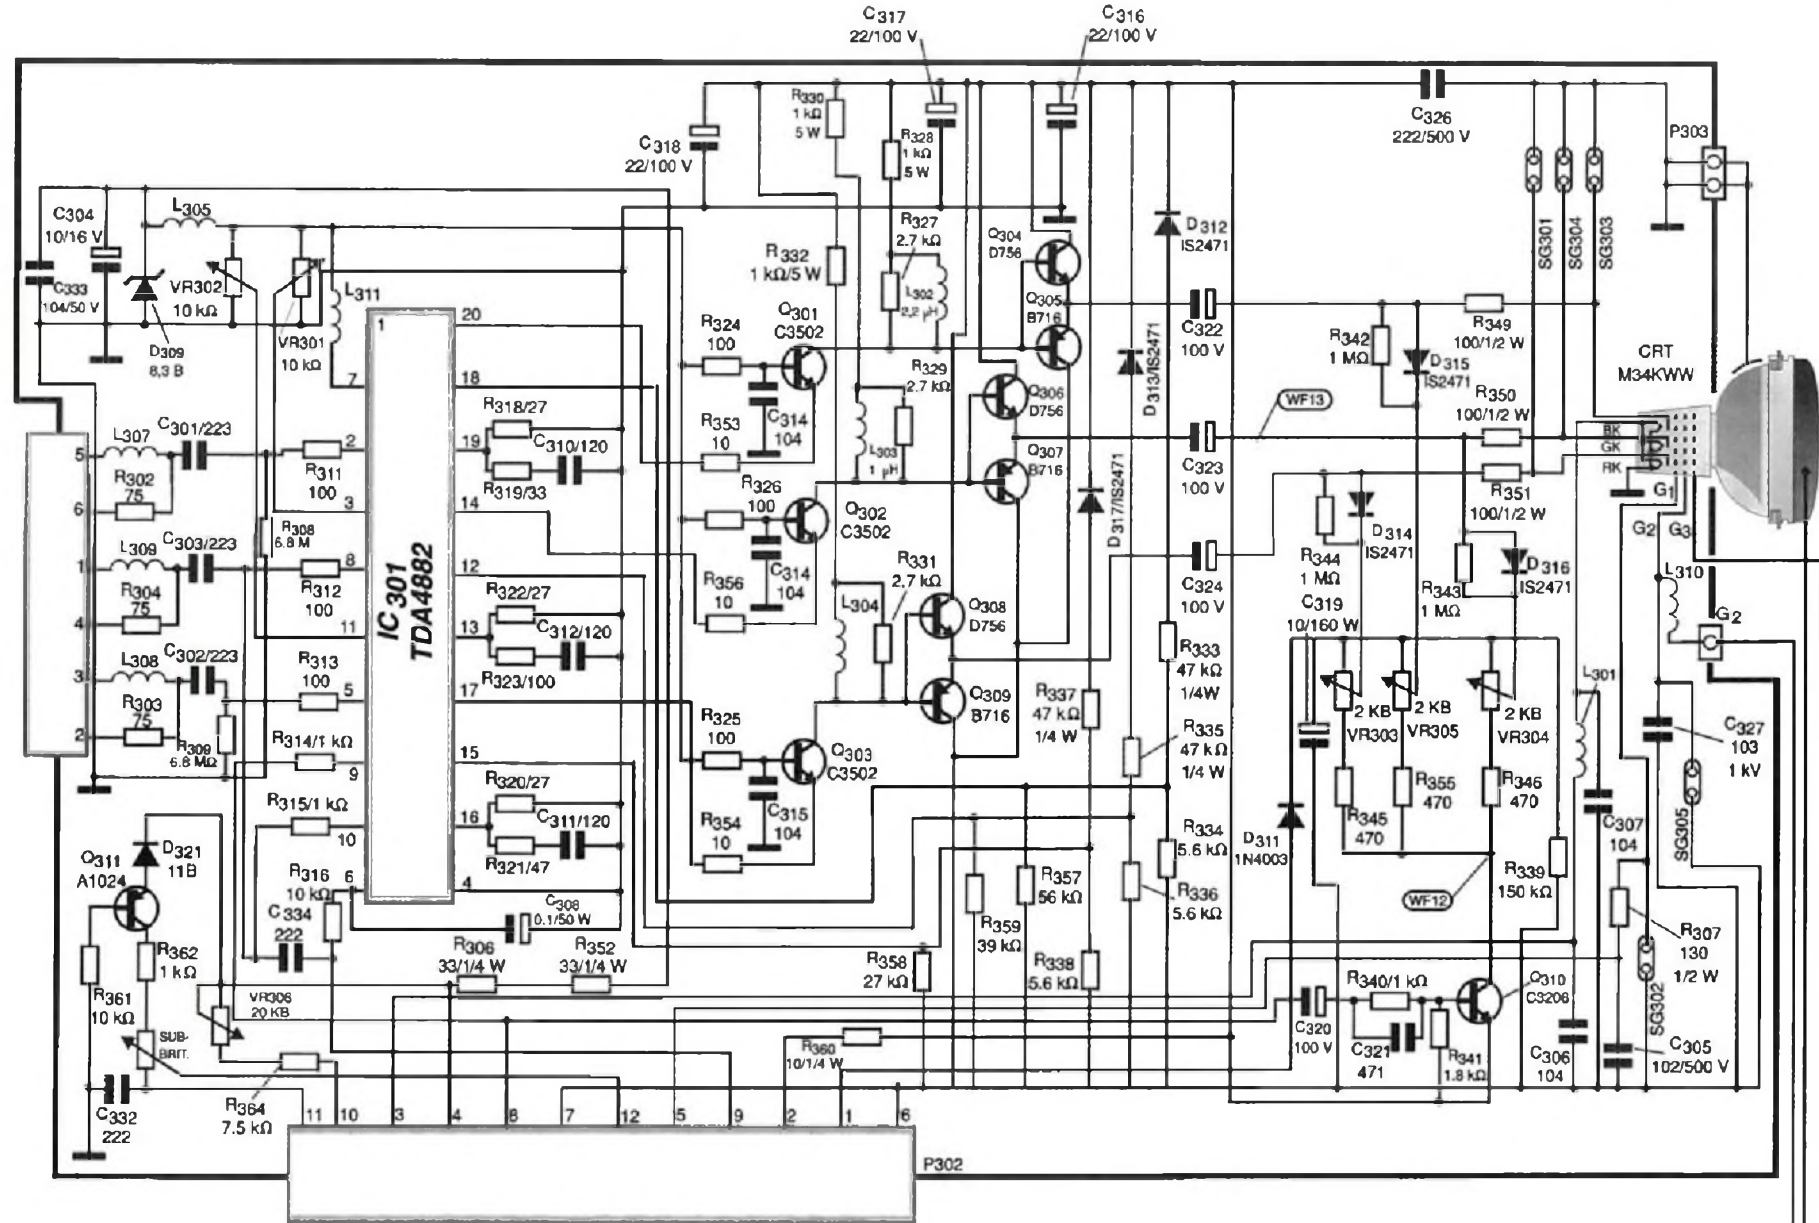 C317
22/100 V
C316
22/100 V
R330
1 kΩ
5 W
C318
22/100 V
R328
1 kΩ
5 W
C326
222/500 V
P303
C304
10/16 V
L305
C333
104/50 V
VR302
10 kΩ
L311
D309
8,3 B
VR301
10 kΩ
R332
1 kΩ/5 W
R327
2.7 kΩ
L302
2,2 µH
Q304
D756
Q305
B716
D312
IS2471
SG301
SG304
SG303
R324
100
Q301
C3502
R329
2.7 kΩ
Q306
D756
D313/IS2471
C322
100 V
R342
1 MΩ
D315
IS2471
R349
100/1/2 W
CRT
M34KWW
R350
100/1/2 W
WF13
BK
GK
RK
G1
G2
G3
1
20
7
18
2
19
3
14
8
12
11
13
5
17
9
15
10
16
6
4
IC301
TDA4882
L307
C301/223
R302
75
R311
100
R318/27
C310/120
R319/33
R353
10
C314
104
L303
1 µH
Q307
B716
C323
100 V
R351
100/1/2 W
D317/IS2471
5
6
1
4
3
2
R308
6.8 M
L309
C303/223
R304
75
R312
100
R326
100
Q302
C3502
R356
10
C314
104
R331
2.7 kΩ
L304
Q308
D756
C324
100 V
R344
1 MΩ
D314
IS2471
R343
1 MΩ
D316
IS2471
L310
G2
R322/27
C312/120
R323/100
L308
C302/223
R303
75
R309
6.8 MΩ
R313
100
R314/1 kΩ
R325
100
Q303
C3502
Q309
B716
R337
47 kΩ
1/4 W
R333
47 kΩ
1/4W
R335
47 kΩ
1/4 W
C319
10/160 W
2 KB
VR303
2 KB
VR305
2 KB
VR304
L301
C327
103
1 kV
R315/1 kΩ
R320/27
C311/120
R321/47
R354
10
C315
104
R345
470
R355
470
R346
470
D311
1N4003
R334
5.6 kΩ
R336
5.6 kΩ
C307
104
SG305
Q311
A1024
D321
11B
R316
10 kΩ
C334
222
C308
0.1/50 W
R357
56 kΩ
R359
39 kΩ
WF12
R339
150 kΩ
R307
130
1/2 W
R362
1 kΩ
R361
10 kΩ
VR306
20 KB
SUB-
BRIT.
R306
33/1/4 W
R352
33/1/4 W
R358
27 kΩ
R338
5.6 kΩ
R340/1 kΩ
Q310
C3206
SG302
C320
100 V
C321
471
R341
1.8 kΩ
C306
104
C305
102/500 V
R360
10/1/4 W
C332
222
R364
7.5 kΩ
11
10
3
4
8
7
12
5
9
2
1
6
P302